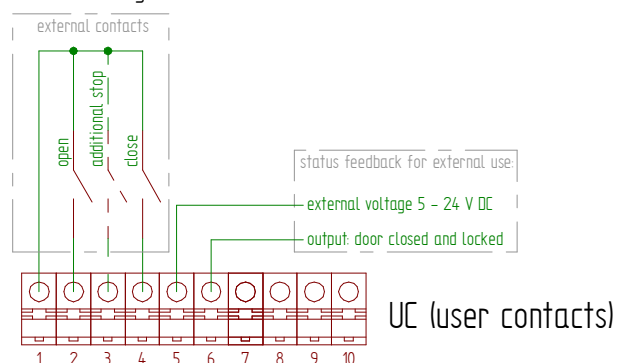 external contacts
open
additional stop
close
status feedback for external use:
external voltage 5 - 24 V DC
output: door closed and locked
UC (user contacts)
1 2 3 4 5 6 7 8 9 10